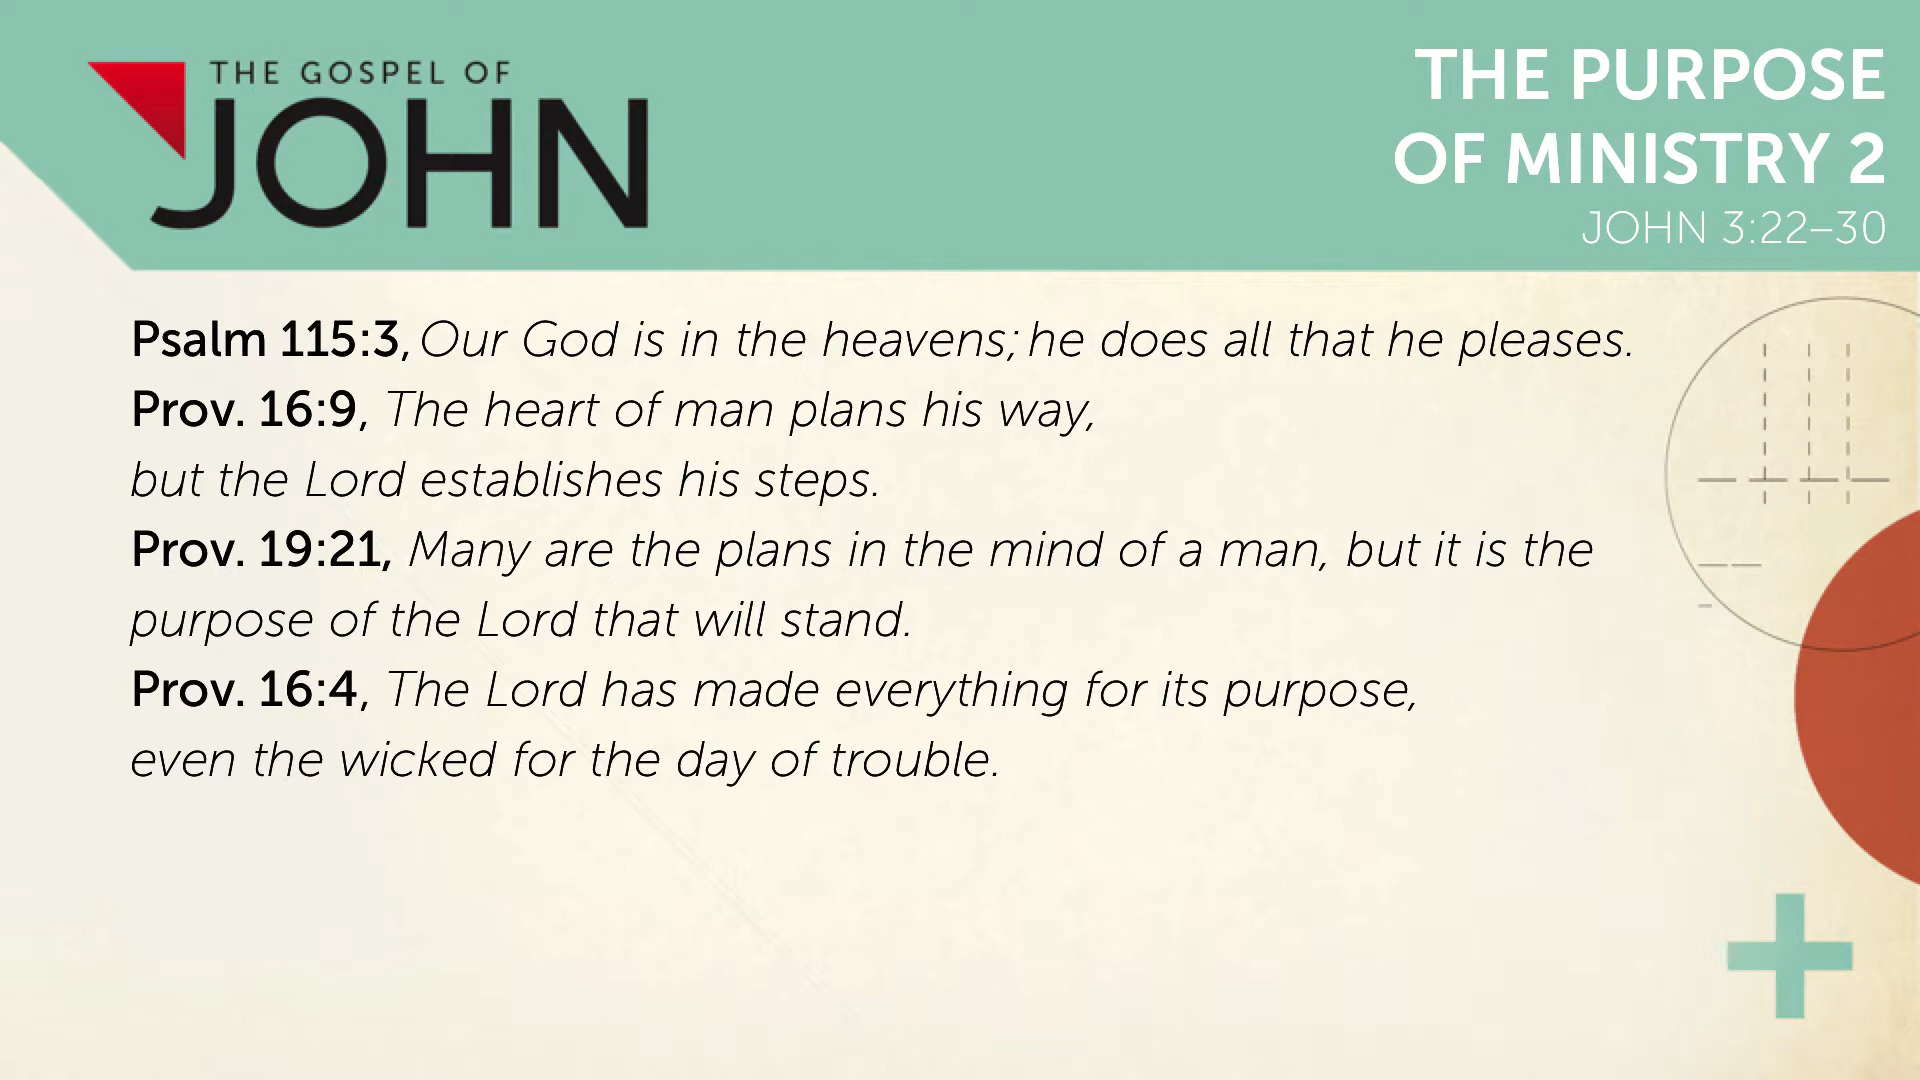 THE GOSPEL OF
JOHN
THE PURPOSE
OF MINISTRY 2
JOHN 3:22–30
Psalm 115:3, Our God is in the heavens; he does all that he pleases.
Prov. 16:9, The heart of man plans his way,
but the Lord establishes his steps.
Prov. 19:21, Many are the plans in the mind of a man, but it is the
purpose of the Lord that will stand.
Prov. 16:4, The Lord has made everything for its purpose,
even the wicked for the day of trouble.